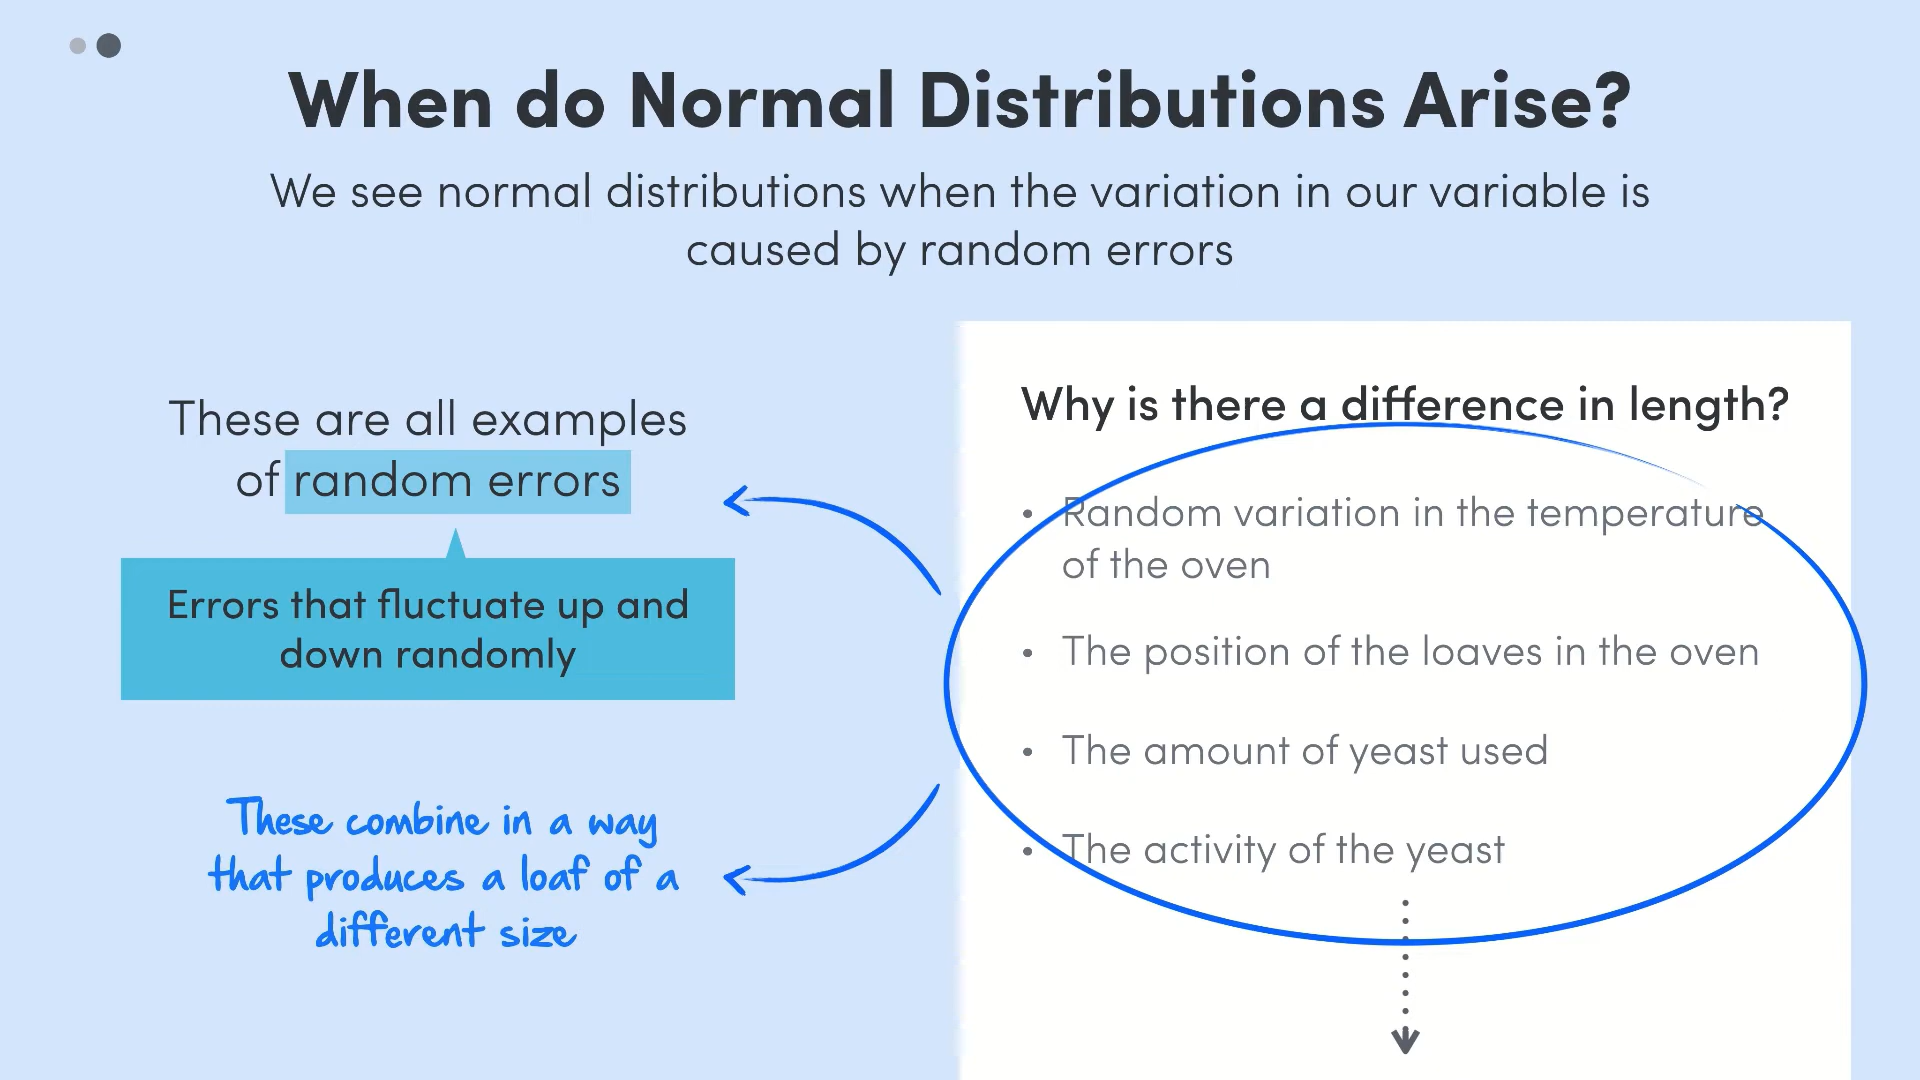 When do Normal Distributions Arise?
We see normal distributions when the variation in our variable is
caused by random errors
These are all examples
of random errors
Errors that fluctuate up and
down randomly
These combine in a way
that produces a loaf of a
different size
Why is there a difference in length?
• Random variation in the temperature
of the oven
• The position of the loaves in the oven
• The amount of yeast used
• The activity of the yeast